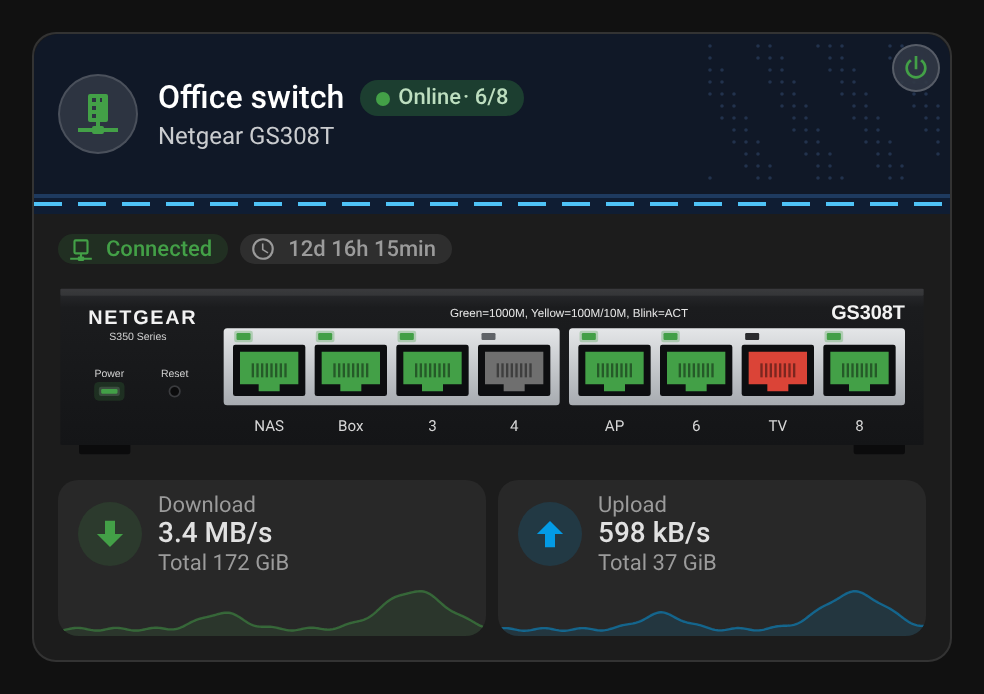 Office switch
Online · 6/8
Netgear GS308T
Connected
12d 16h 15min
NETGEAR
S350 Series
Green=1000M, Yellow=100M/10M, Blink=ACT
GS308T
Power
Reset
NAS
Box
3
4
AP
6
TV
8
Download
3.4 MB/s
Total 172 GiB
Upload
598 kB/s
Total 37 GiB